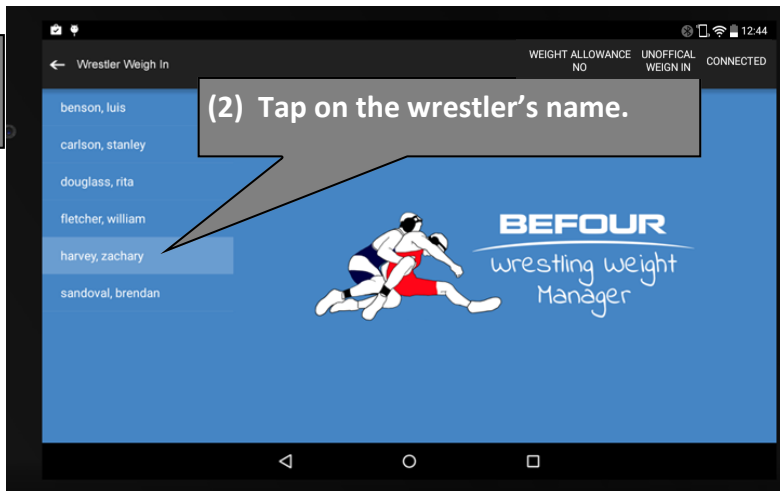 12:44
Wrestler Weigh In
WEIGHT ALLOWANCE
NO
UNOFFICAL
WEIGN IN
CONNECTED
(2) Tap on the wrestler’s name.
benson, luis
carlson, stanley
douglass, rita
fletcher, william
harvey, zachary
sandoval, brendan
BEFOUR
wrestling weight
Manager